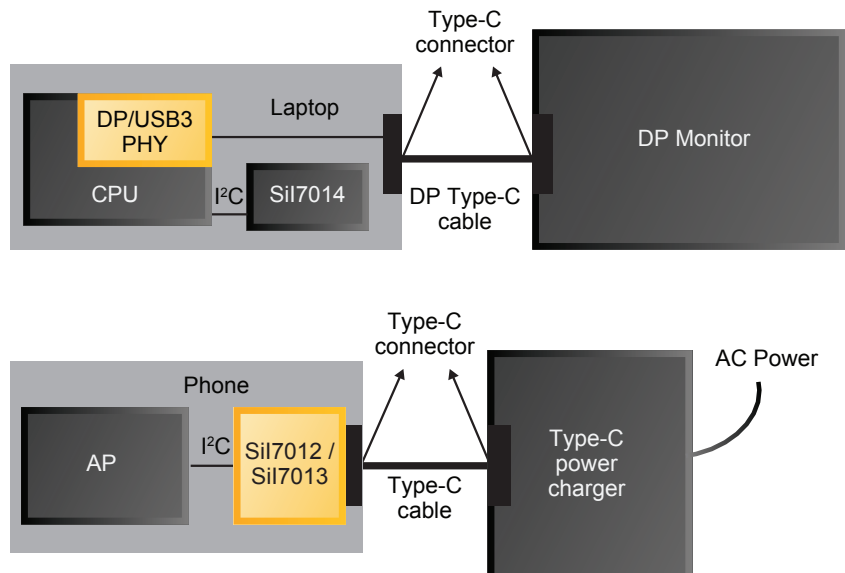 Type-C
connector
Laptop
DP/USB3
PHY
CPU
I²C
SiI7014
DP Type-C
cable
DP Monitor
Type-C
connector
Phone
AP
I²C
SiI7012 /
SiI7013
Type-C
cable
Type-C
power
charger
AC Power